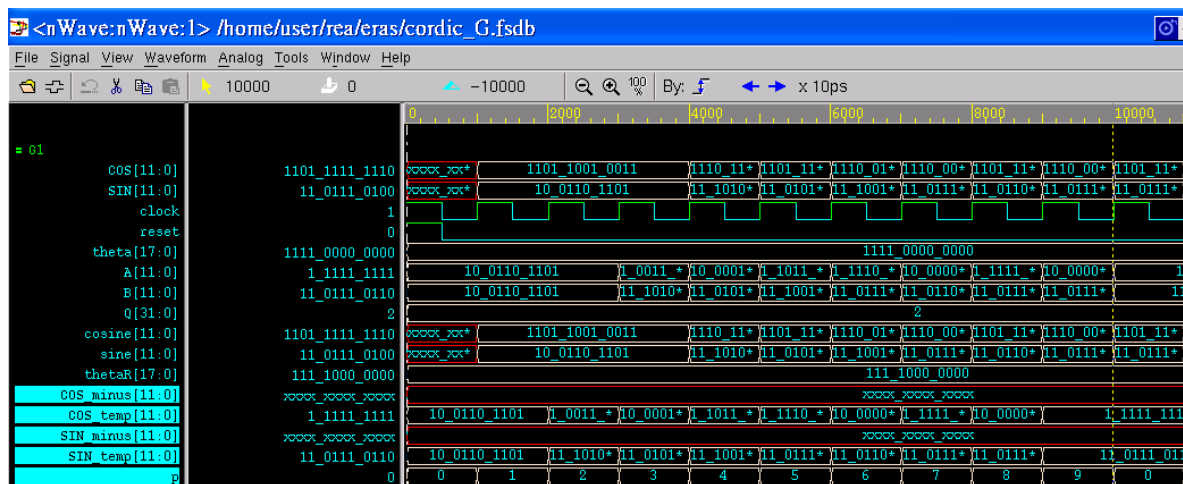 <nWave:nWave:1> /home/user/rea/eras/cordic_G.fsdb
File Signal View Waveform Analog Tools Window Help
10000 0 -10000 100 % By: x 10ps
0 2000 4000 6000 8000 10000
= G1
COS[11:0] 1101_1111_1110 xxxx_xx* 1101_1001_0011 1110_11* 1101_11* 1110_01* 1110_00* 1101_11* 1110_00* 1101_11*
SIN[11:0] 11_0111_0100 xxxx_xx* 10_0110_1101 11_1010* 11_0101* 11_1001* 11_0111* 11_0110* 11_0111* 11_0111*
clock 1
reset 0
theta[17:0] 1111_0000_0000 1111_0000_0000
A[11:0] 1_1111_1111 10_0110_1101 1_0011_* 10_0001* 1_1011_* 1_1110_* 10_0000* 1_1111_* 10_0000* 1
B[11:0] 11_0111_0110 10_0110_1101 11_1010* 11_0101* 11_1001* 11_0111* 11_0110* 11_0111* 11_0111* 11
Q[31:0] 2 2
cosine[11:0] 1101_1111_1110 xxxx_xx* 1101_1001_0011 1110_11* 1101_11* 1110_01* 1110_00* 1101_11* 1110_00* 1101_11*
sine[11:0] 11_0111_0100 xxxx_xx* 10_0110_1101 11_1010* 11_0101* 11_1001* 11_0111* 11_0110* 11_0111* 11_0111*
thetaR[17:0] 111_1000_0000 111_1000_0000
COS_minus[11:0] xxxx_xxxx_xxxx xxxx_xxxx_xxxx
COS_temp[11:0] 1_1111_1111 10_0110_1101 1_0011_* 10_0001* 1_1011_* 1_1110_* 10_0000* 1_1111_* 10_0000* 1_1111_111
SIN_minus[11:0] xxxx_xxxx_xxxx xxxx_xxxx_xxxx
SIN_temp[11:0] 11_0111_0110 10_0110_1101 11_1010* 11_0101* 11_1001* 11_0111* 11_0110* 11_0111* 11_0111* 11_0111_011
p 0 0 1 2 3 4 5 6 7 8 9 0